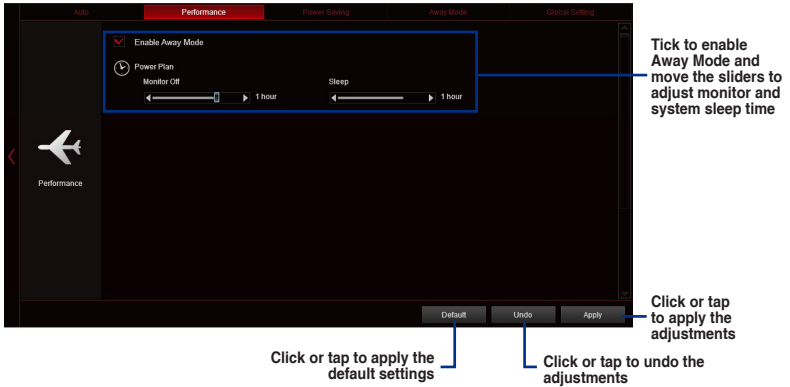 Auto
Performance
Power Saving
Away Mode
Global Setting
Enable Away Mode
Power Plan
Monitor Off
Sleep
1 hour
1 hour
Performance
Default
Undo
Apply
Tick to enable
Away Mode and
move the sliders to
adjust monitor and
system sleep time
Click or tap
to apply the
adjustments
Click or tap to apply the
default settings
Click or tap to undo the
adjustments